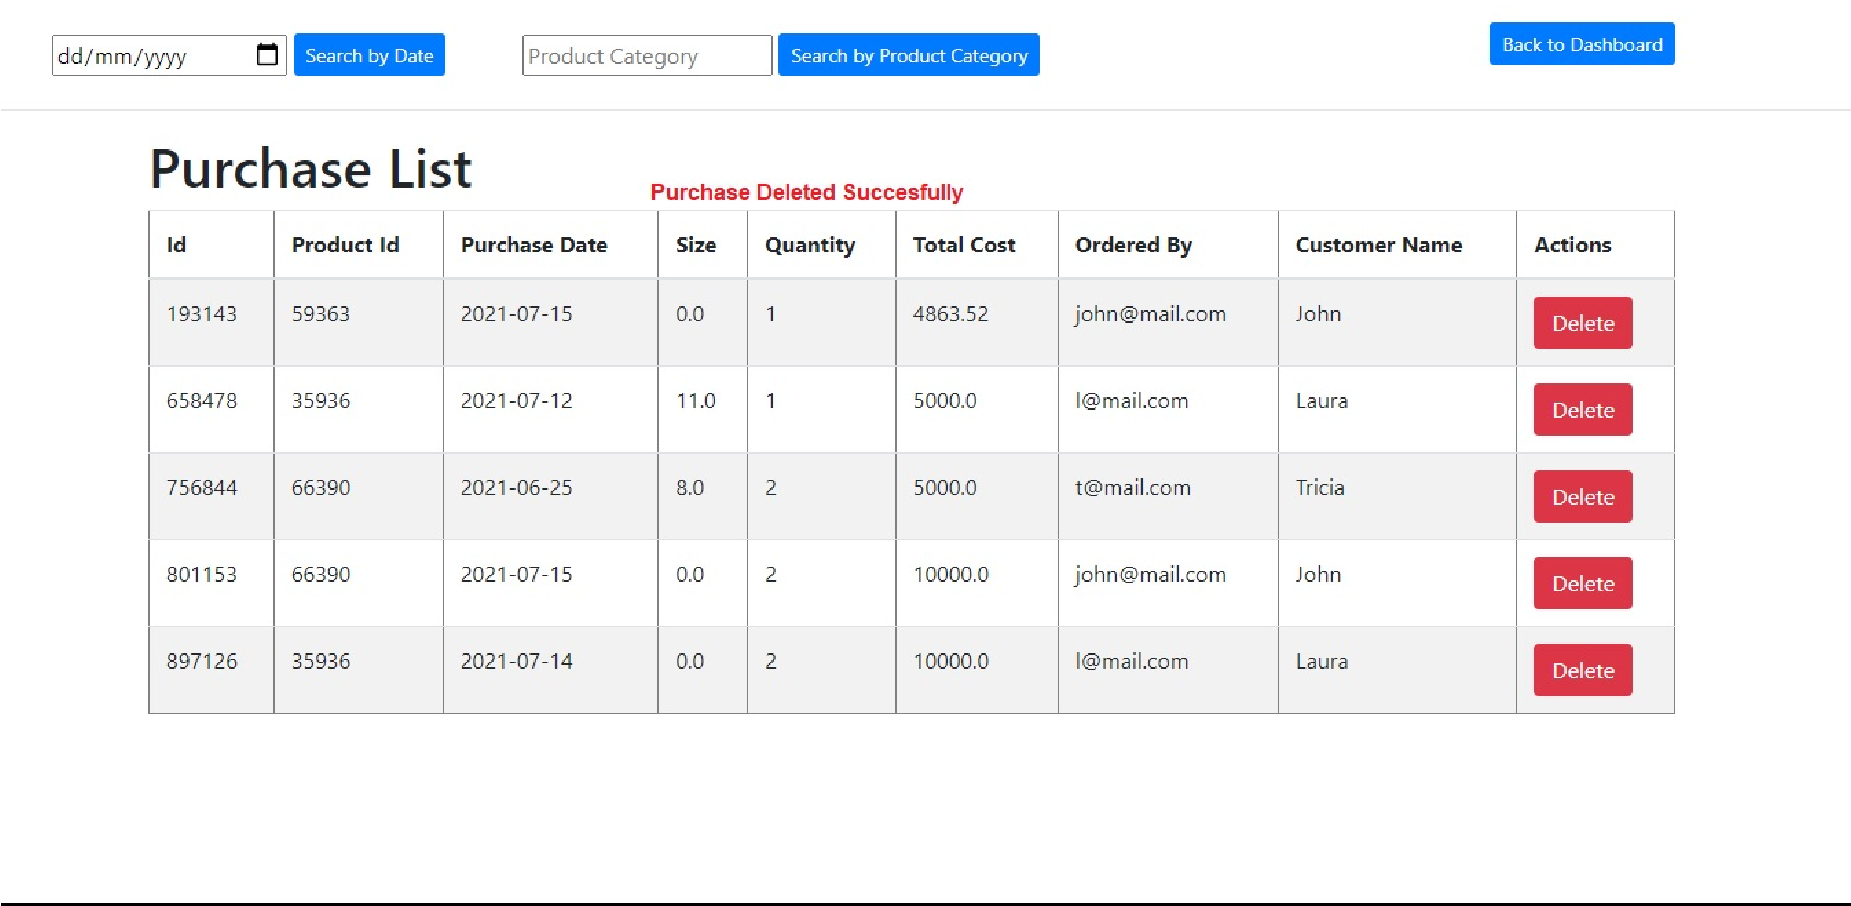 dd/mm/yyyy Search by Date Product Category Search by Product Category Back to Dashboard
Purchase List
Purchase Deleted Succesfully
Id Product Id Purchase Date Size Quantity Total Cost Ordered By Customer Name Actions
193143 59363 2021-07-15 0.0 1 4863.52 john@mail.com John Delete
658478 35936 2021-07-12 11.0 1 5000.0 l@mail.com Laura Delete
756844 66390 2021-06-25 8.0 2 5000.0 t@mail.com Tricia Delete
801153 66390 2021-07-15 0.0 2 10000.0 john@mail.com John Delete
897126 35936 2021-07-14 0.0 2 10000.0 l@mail.com Laura Delete